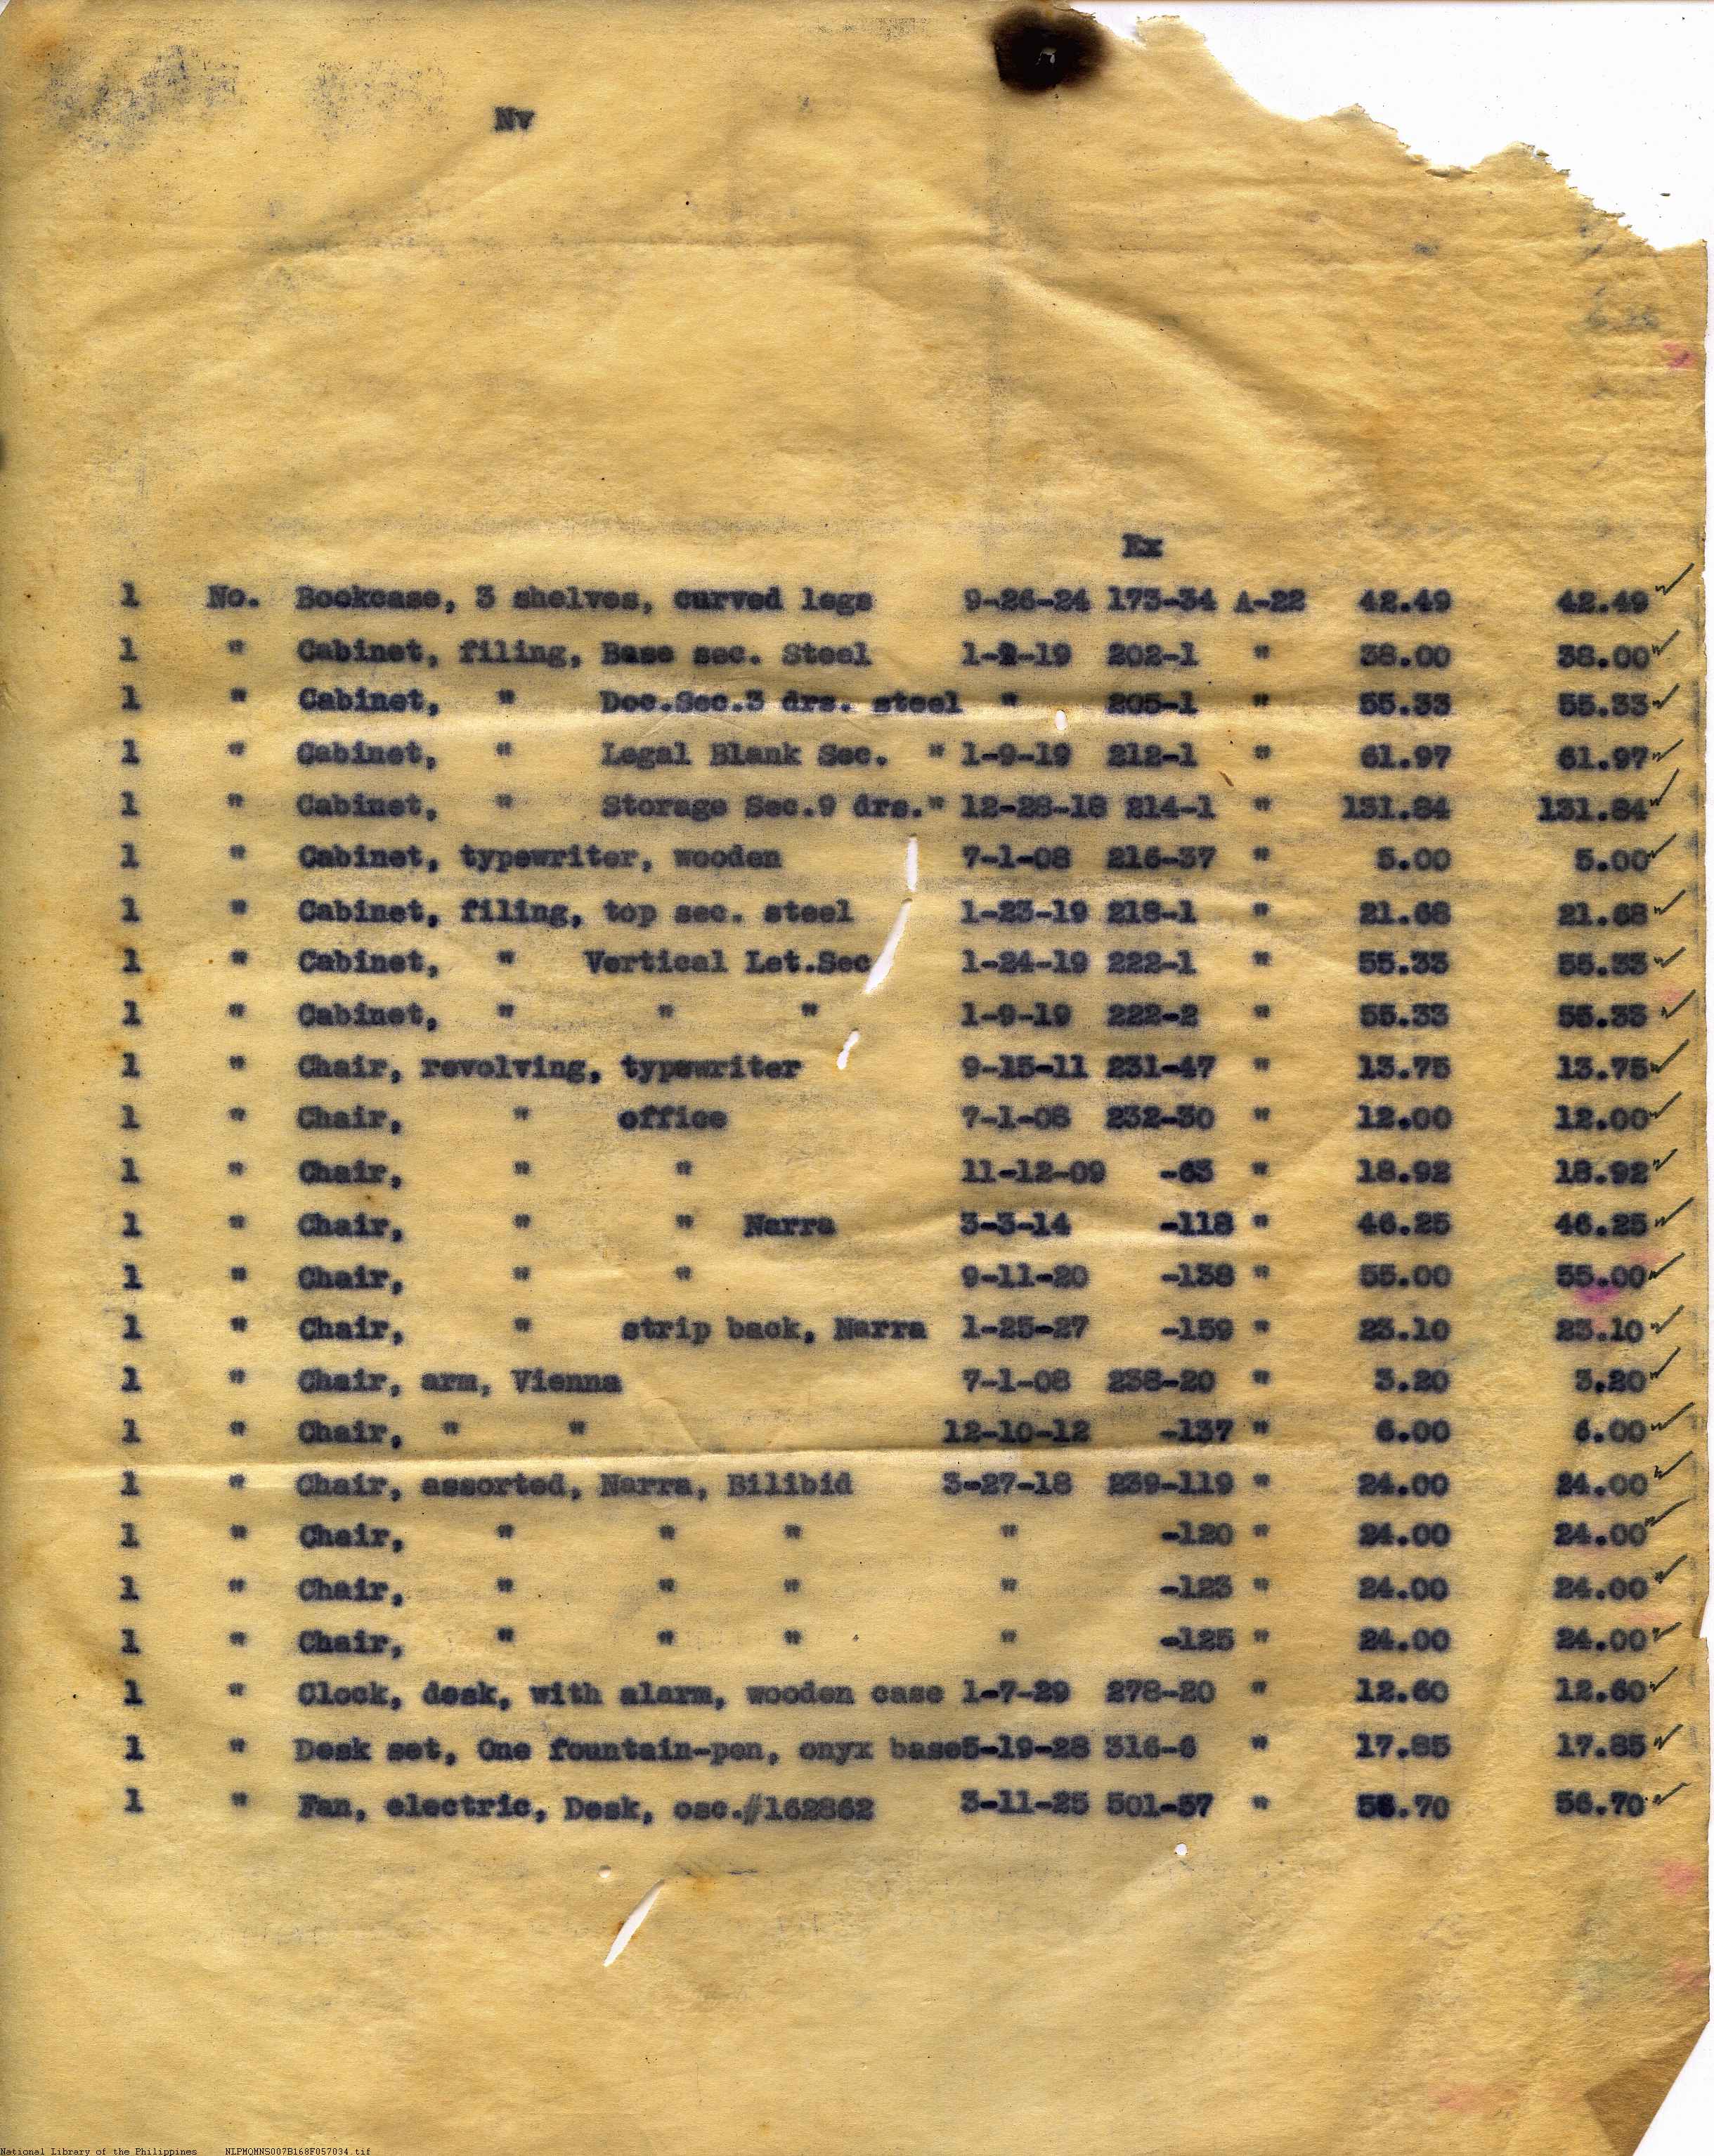 Nv
Ex
1 No. Bookcase, 3 shelves, curved legs 9-26-24 173-34 A-22 42.49 42.49
1 " Cabinet, filing, Base sec. Steel 1-2-19 202-1 " 38.00 38.00
1 " Cabinet, " Doc.Sec.3 drs. steel " 205-1 " 55.33 55.33
1 " Cabinet, " Legal Blank Sec. " 1-9-19 212-1 " 61.97 61.97
1 " Cabinet, " Storage Sec.9 drs." 12-28-18 214-1 " 131.84 131.84
1 " Cabinet, typewriter, wooden 7-1-08 216-37 " 5.00 5.00
1 " Cabinet, filing, top sec. steel 1-23-19 218-1 " 21.68 21.68
1 " Cabinet, " Vertical Let.Sec 1-24-19 222-1 " 55.33 55.33
1 " Cabinet, " " " 1-9-19 222-2 " 55.33 55.33
1 " Chair, revolving, typewriter 9-15-11 231-47 " 13.75 13.75
1 " Chair, " office 7-1-08 232-30 " 12.00 12.00
1 " Chair, " " 11-12-09 -63 " 18.92 18.92
1 " Chair, " " Narra 3-3-14 -118 " 46.25 46.25
1 " Chair, " " 9-11-20 -138 " 55.00 55.00
1 " Chair, " strip back, Narra 1-25-27 -159 " 23.10 23.10
1 " Chair, arm, Vienna 7-1-08 238-20 " 3.20 3.20
1 " Chair, " " 12-10-12 -137 " 6.00 6.00
1 " Chair, assorted, Narra, Bilibid 3-27-18 239-119 " 24.00 24.00
1 " Chair, " " " " -120 " 24.00 24.00
1 " Chair, " " " " -123 " 24.00 24.00
1 " Chair, " " " " -125 " 24.00 24.00
1 " Clock, desk, with alarm, wooden case 1-7-29 278-20 " 12.60 12.60
1 " Desk set, One fountain-pen, onyx base5-19-28 316-6 " 17.85 17.85
1 " Fan, electric, Desk, osc.#162862 3-11-25 501-57 " 56.70 56.70
National Library of the Philippines NLPMQMNS007B168F057034.tif